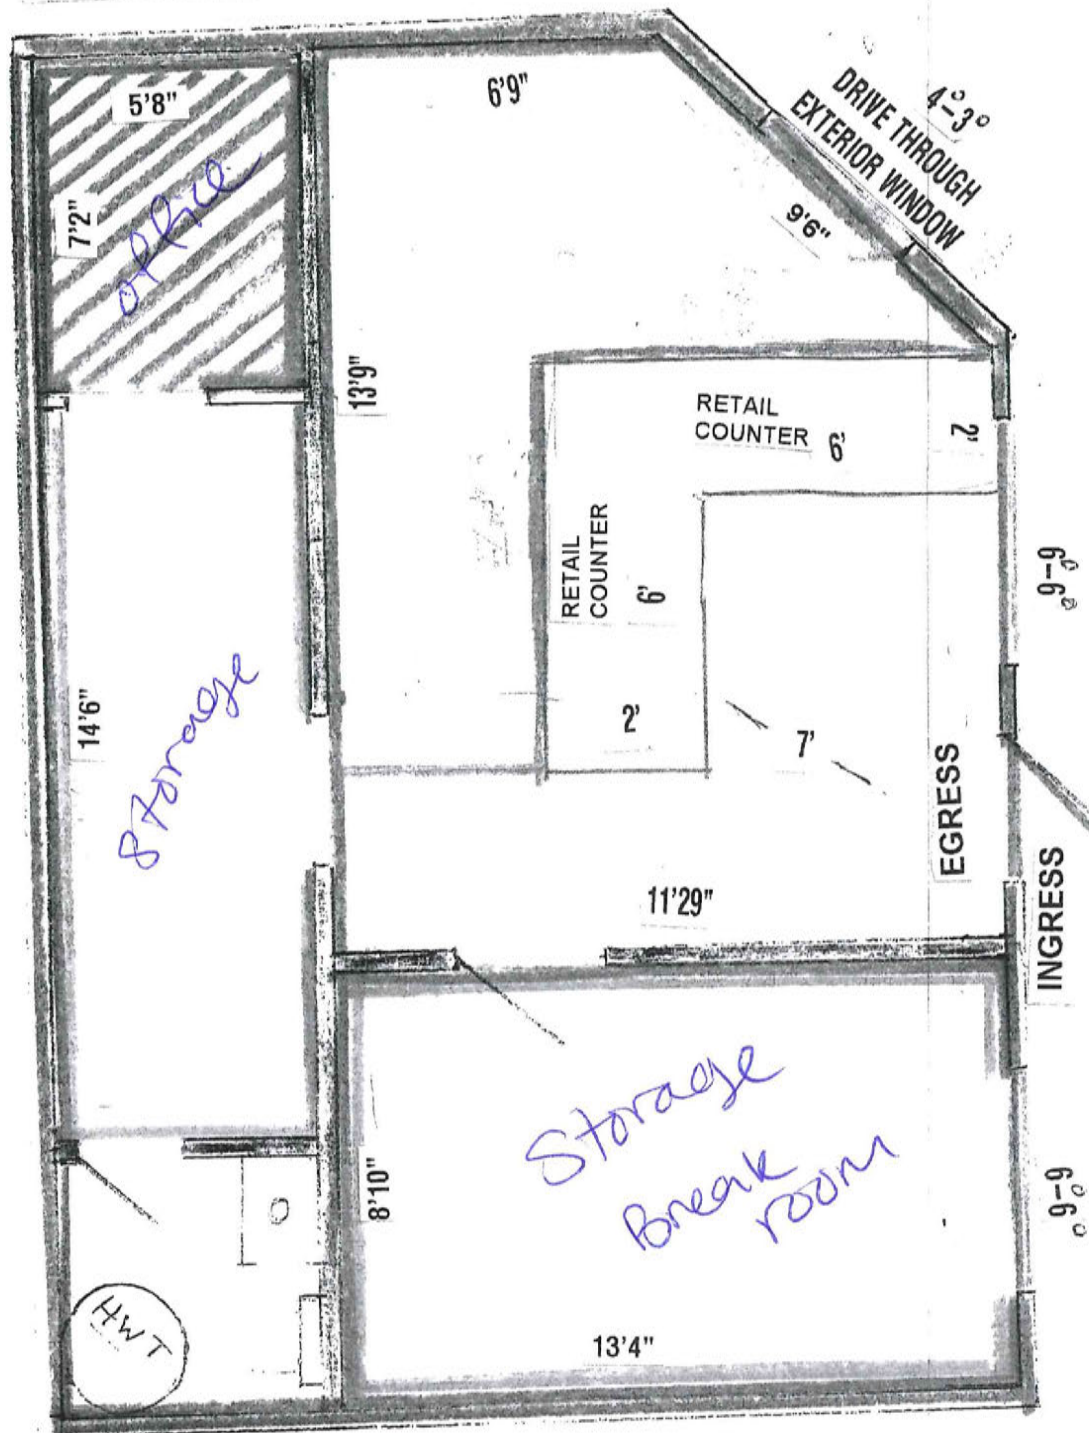 5'8"
6'9"
4-3°
DRIVE THROUGH
EXTERIOR WINDOW
7'2"
office
9'6"
13'9"
RETAIL
COUNTER 6'
2'
RETAIL
COUNTER
6'
6-6
14'6"
Storage
2'
7'
EGRESS
11'29"
INGRESS
Storage
Break
room
8'10"
6-6
HWT
13'4"